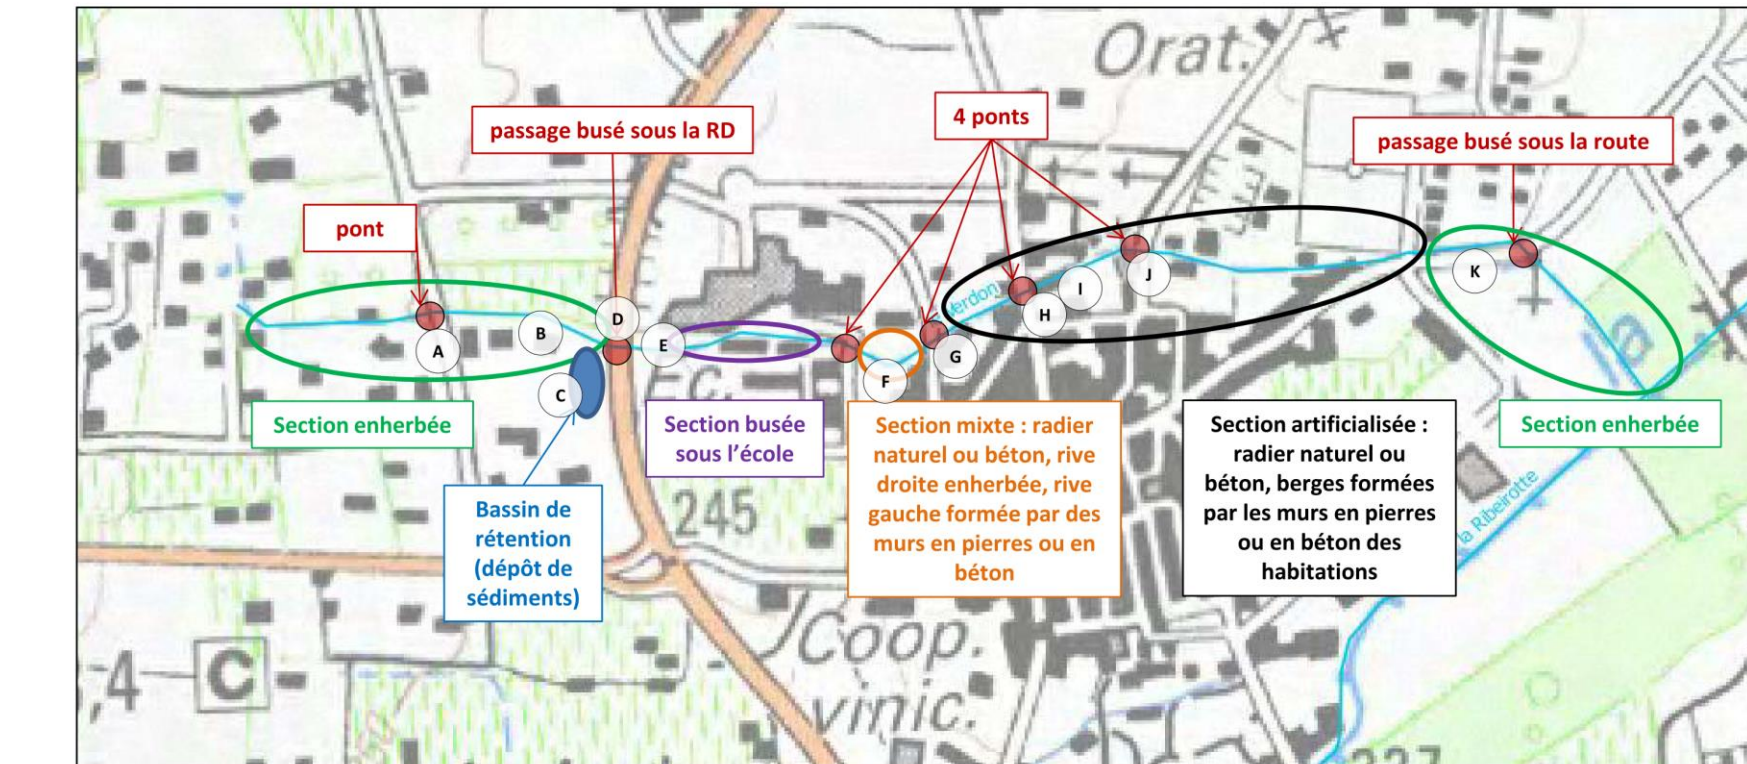 Orat.
passage busé sous la RD
4 ponts
passage busé sous la route
pont
A
B
C
D
E
F
G
H
I
J
K
erdon
EC.
Section enherbée
Section busée
sous l'école
Section mixte : radier
naturel ou béton, rive
droite enherbée, rive
gauche formée par des
murs en pierres ou en
béton
Section artificialisée :
radier naturel ou
béton, berges formées
par les murs en pierres
ou en béton des
habitations
Section enherbée
Bassin de
rétention
(dépôt de
sédiments)
245
la Ribeirotte
Coop.
vinic.
,4
C